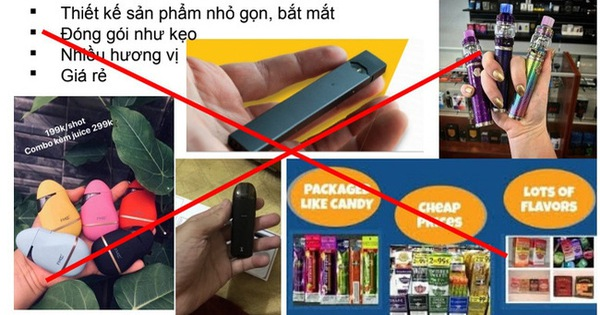 Thiết kế sản phẩm nhỏ gọn, bắt mắt
Đóng gói như kẹo
Nhiều hương vị
Giá rẻ
199k/shot
Combo kèm juice 299k
PACKAGED
LIKE CANDY
CHEAP
PRICES
LOTS OF
FLAVORS